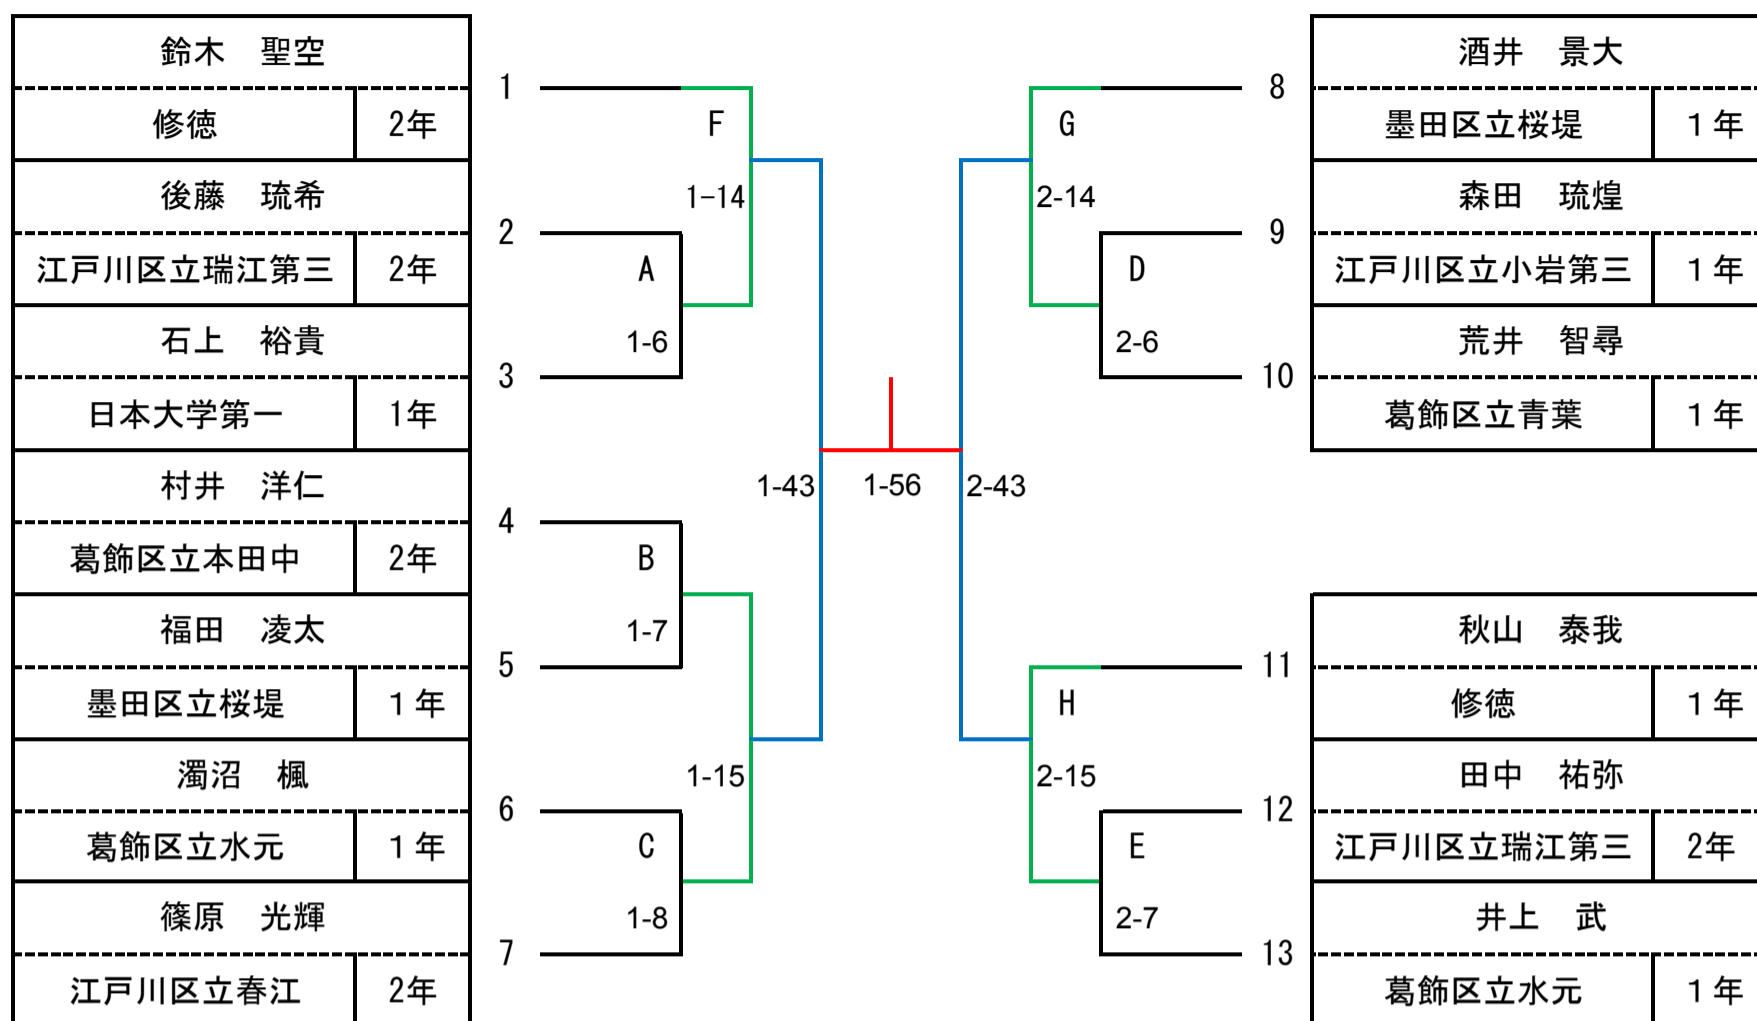 鈴木　聖空
修徳　2年
後藤　琉希
江戸川区立瑞江第三　2年
石上　裕貴
日本大学第一　1年
村井　洋仁
葛飾区立本田中　2年
福田　凌太
墨田区立桜堤　１年
濁沼　楓
葛飾区立水元　１年
篠原　光輝
江戸川区立春江　2年
1
2
3
4
5
6
7
F
1-14
A
1-6
B
1-7
1-15
C
1-8
1-43
1-56
2-43
G
2-14
D
2-6
H
2-15
E
2-7
8
9
10
11
12
13
酒井　景大
墨田区立桜堤　１年
森田　琉煌
江戸川区立小岩第三　１年
荒井　智尋
葛飾区立青葉　１年
秋山　泰我
修徳　１年
田中　祐弥
江戸川区立瑞江第三　2年
井上　武
葛飾区立水元　１年